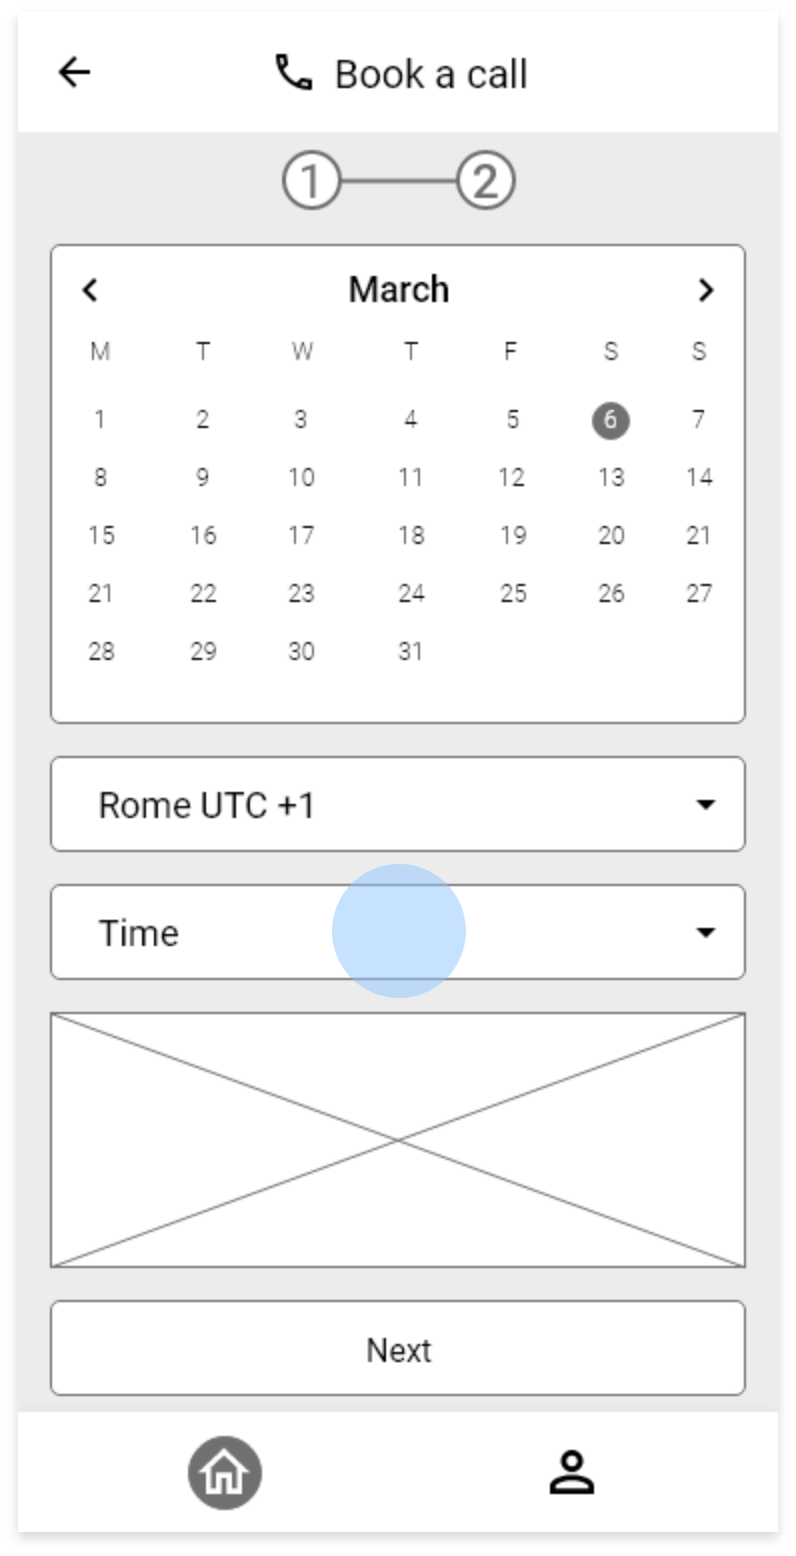 Book a call
1 2
March
M T W T F S S
1 2 3 4 5 6 7
8 9 10 11 12 13 14
15 16 17 18 19 20 21
21 22 23 24 25 26 27
28 29 30 31
Rome UTC +1
Time
Next